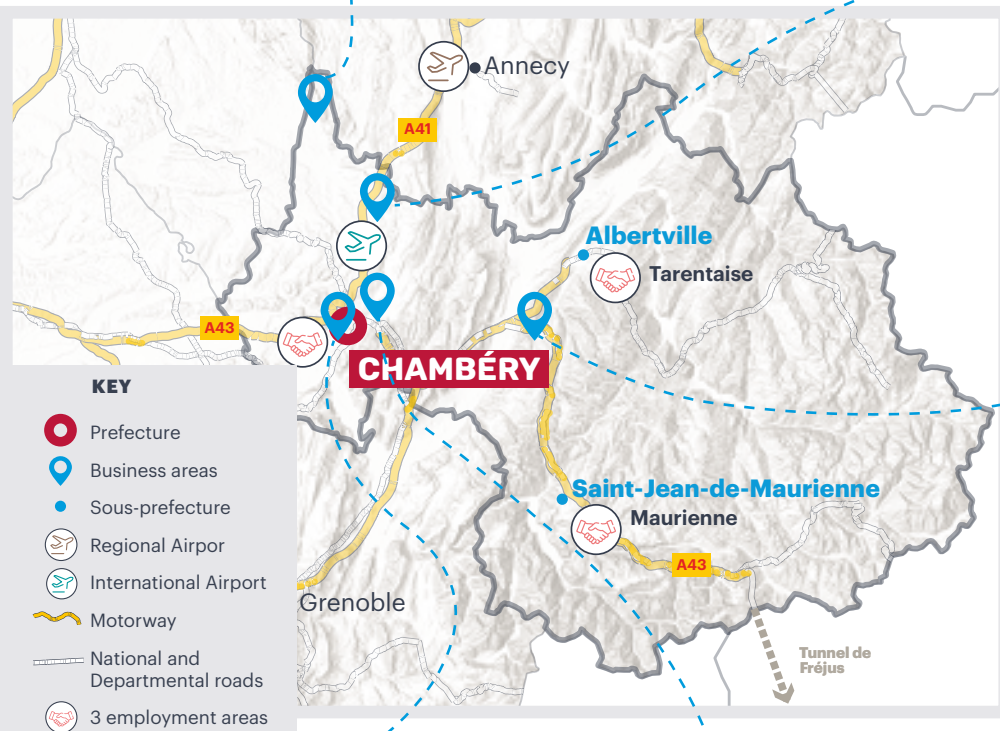 Annecy
A41
Albertville
Tarentaise
A43
CHAMBÉRY
KEY
Prefecture
Business areas
Sous-prefecture
Regional Airpor
International Airport
Motorway
National and
Departmental roads
3 employment areas
Saint-Jean-de-Maurienne
Maurienne
A43
Grenoble
Tunnel de
Fréjus